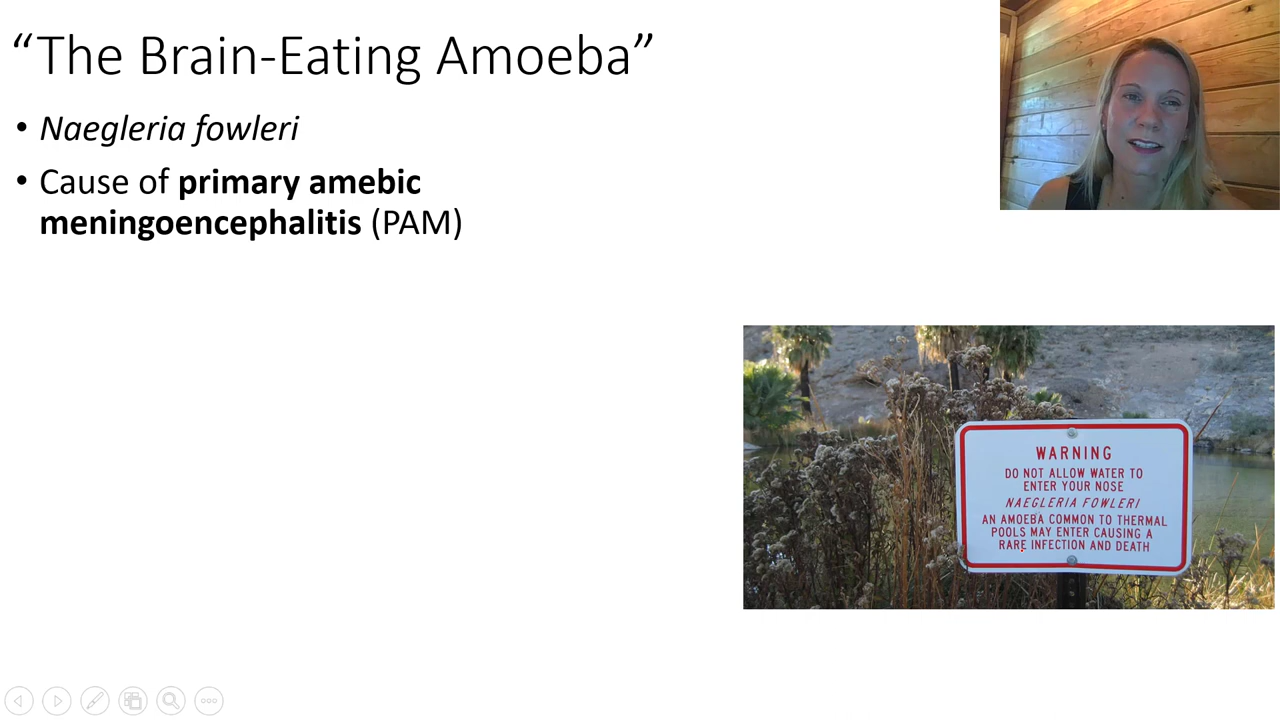 “The Brain-Eating Amoeba”
• Naegleria fowleri
• Cause of primary amebic
meningoencephalitis (PAM)
WARNING
DO NOT ALLOW WATER TO
ENTER YOUR NOSE
NAEGLERIA FOWLERI
AN AMOEBA COMMON TO THERMAL
POOLS MAY ENTER CAUSING A
RARE INFECTION AND DEATH